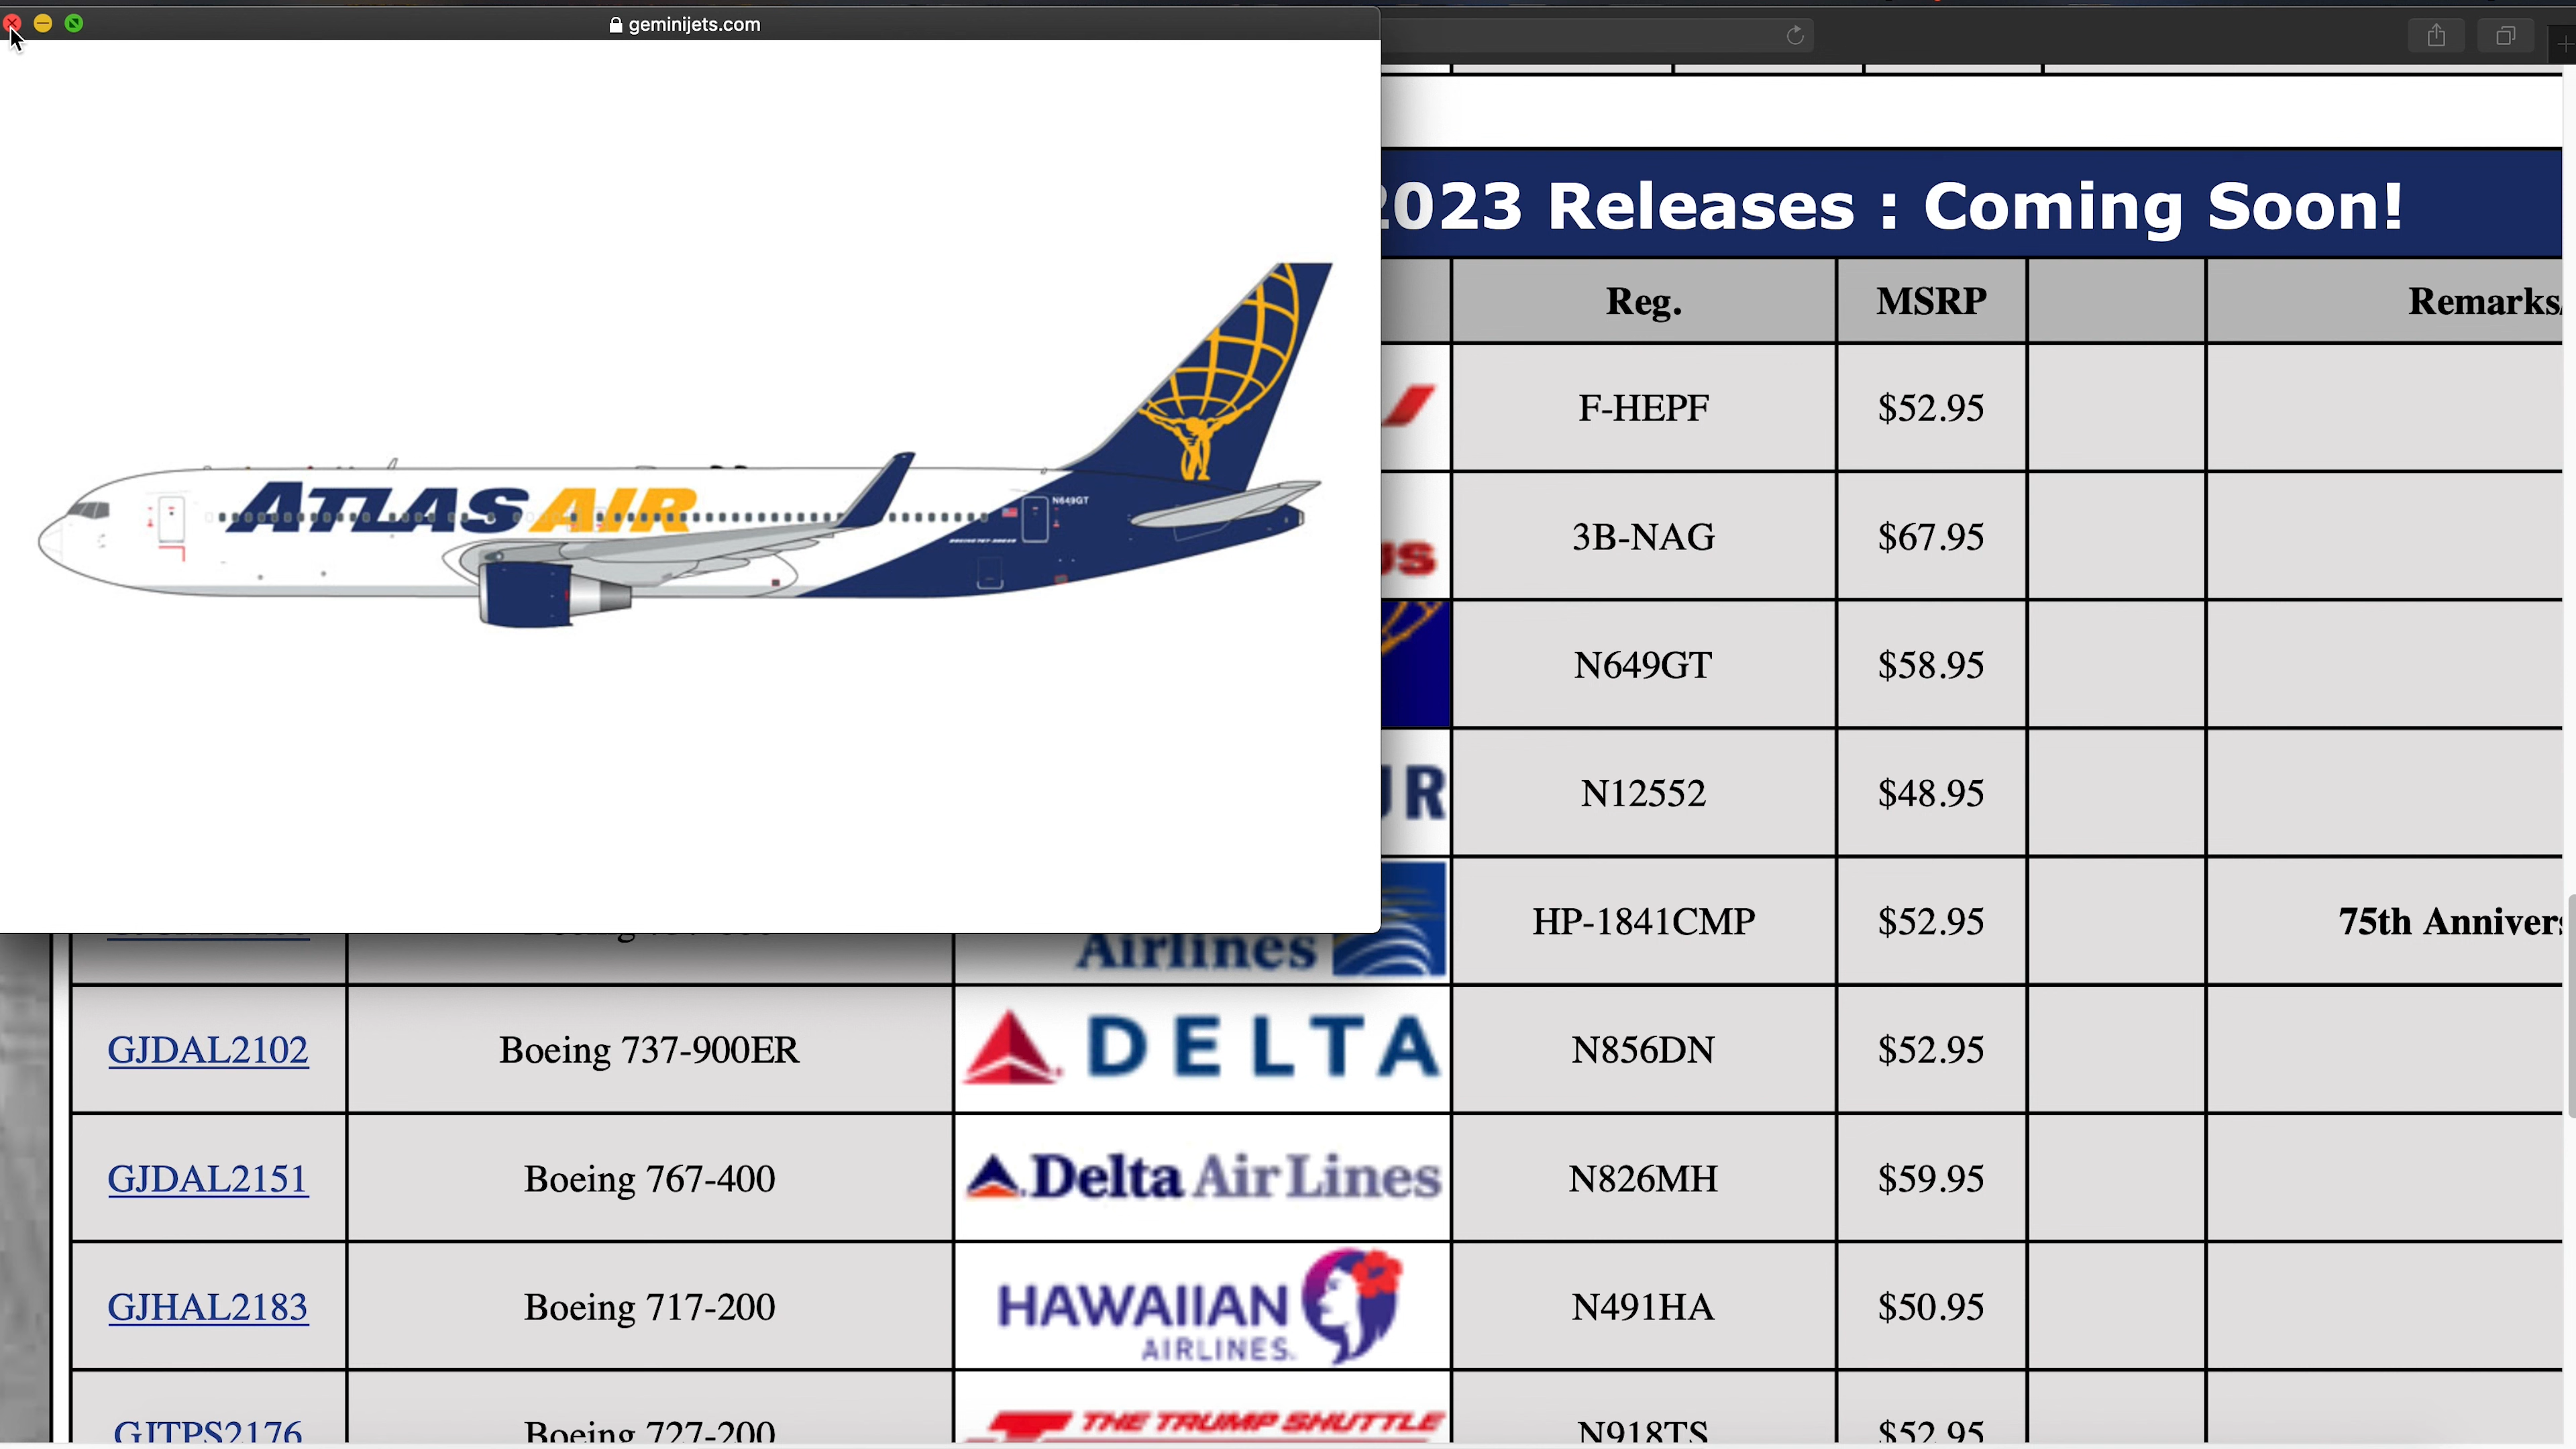 geminijets.com
2023 Releases : Coming Soon!
Reg. MSRP Remarks
F-HEPF $52.95
3B-NAG $67.95
ATLAS AIR N649GT
N649GT $58.95
N12552 $48.95
HP-1841CMP $52.95 75th Annivers
Airlines
GJDAL2102 Boeing 737-900ER DELTA N856DN $52.95
GJDAL2151 Boeing 767-400 Delta Air Lines N826MH $59.95
GJHAL2183 Boeing 717-200 HAWAIIAN AIRLINES. N491HA $50.95
GJTPS2176 Boeing 727-200 THE TRUMP SHUTTLE N918TS $52.95